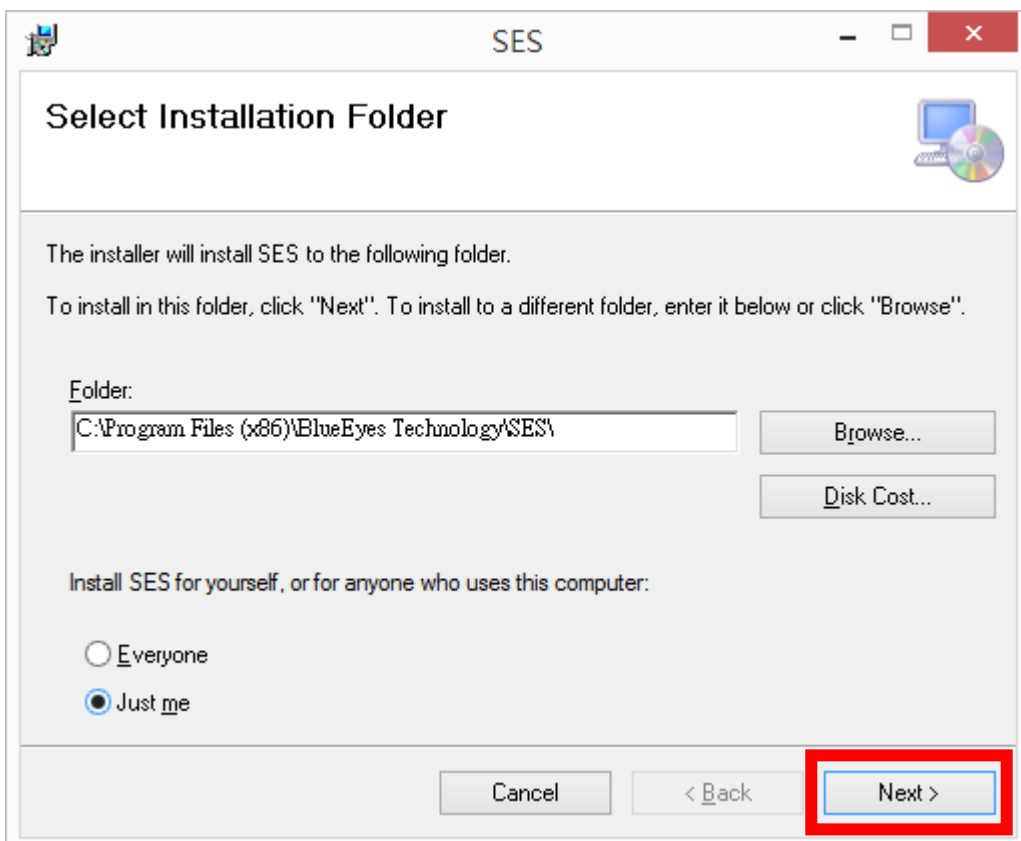 SES
Select Installation Folder
The installer will install SES to the following folder.
To install in this folder, click "Next". To install to a different folder, enter it below or click "Browse".
Folder:
C:\Program Files (x86)\BlueEyes Technology\SES\
Browse...
Disk Cost...
Install SES for yourself, or for anyone who uses this computer:
Everyone
Just me
Cancel
< Back
Next >